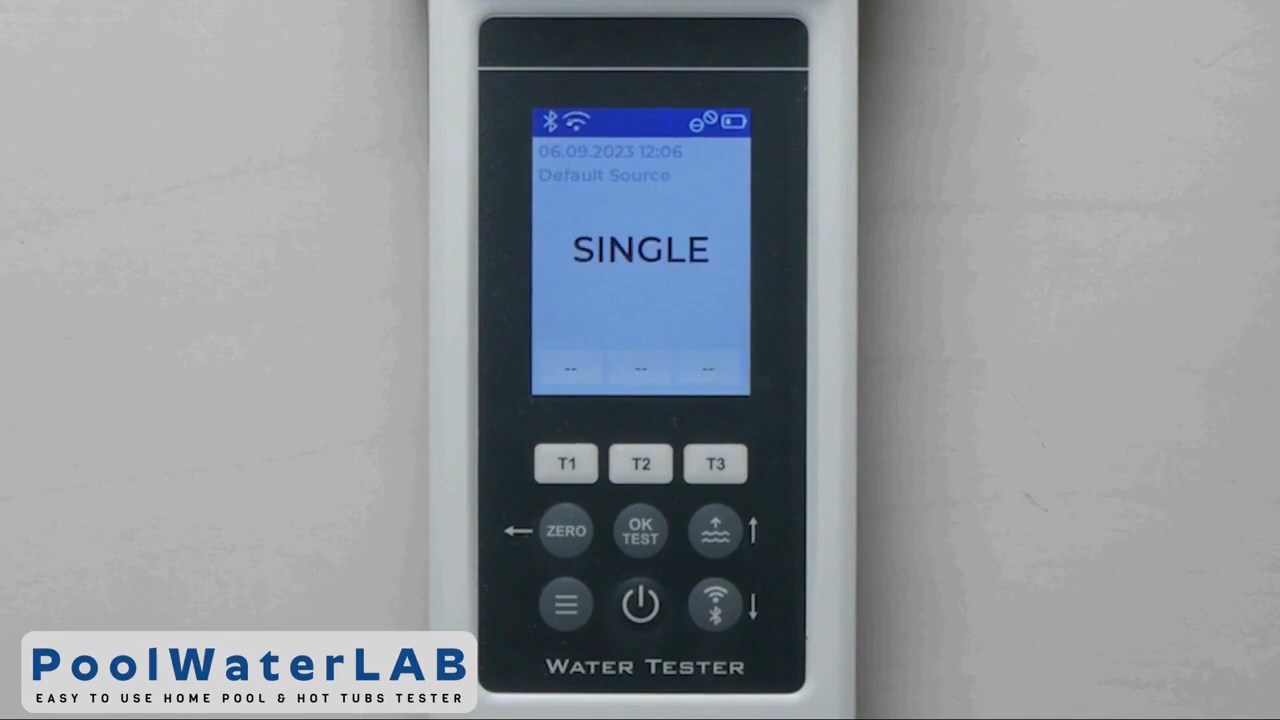 06.09.2023 12:06
Default Source
SINGLE
-- -- --
T1 T2 T3
ZERO OK TEST
WATER TESTER
PoolWaterLAB
EASY TO USE HOME POOL & HOT TUBS TESTER